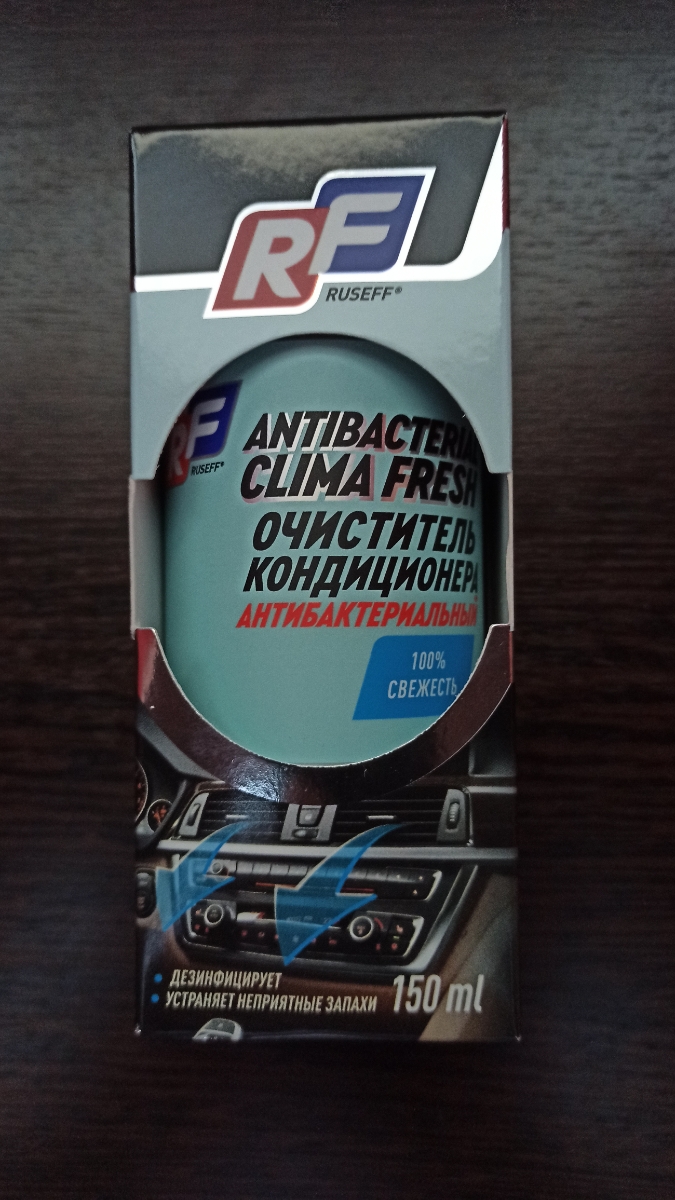 RF
RUSEFF®
RF
RUSEFF®
ANTIBACTERIAL
CLIMA FRESH
ОЧИСТИТЕЛЬ
КОНДИЦИОНЕРА
АНТИБАКТЕРИАЛЬНЫЙ
100%
СВЕЖЕСТЬ
• ДЕЗИНФИЦИРУЕТ
• УСТРАНЯЕТ НЕПРИЯТНЫЕ ЗАПАХИ
150 ml